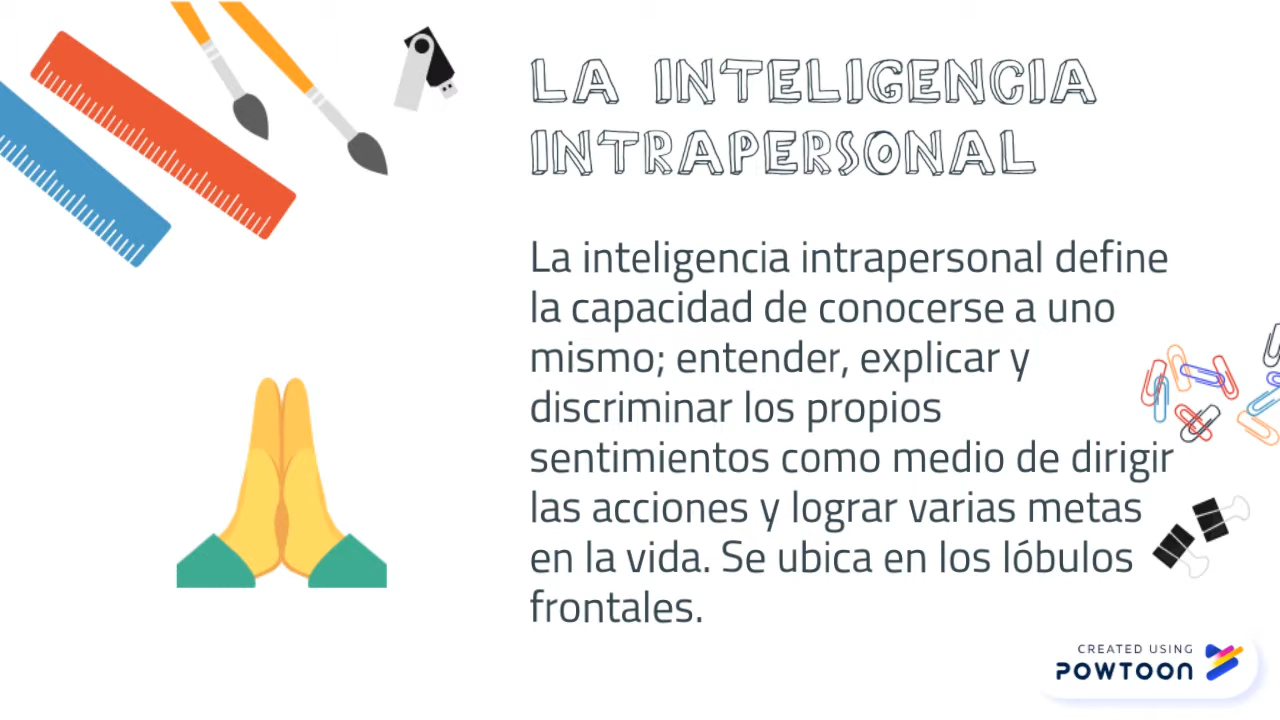 LA INTELIGENCIA
INTRAPERSONAL
La inteligencia intrapersonal define
la capacidad de conocerse a uno
mismo; entender, explicar y
discriminar los propios
sentimientos como medio de dirigir
las acciones y lograr varias metas
en la vida. Se ubica en los lóbulos
frontales.
CREATED USING
POWTOON